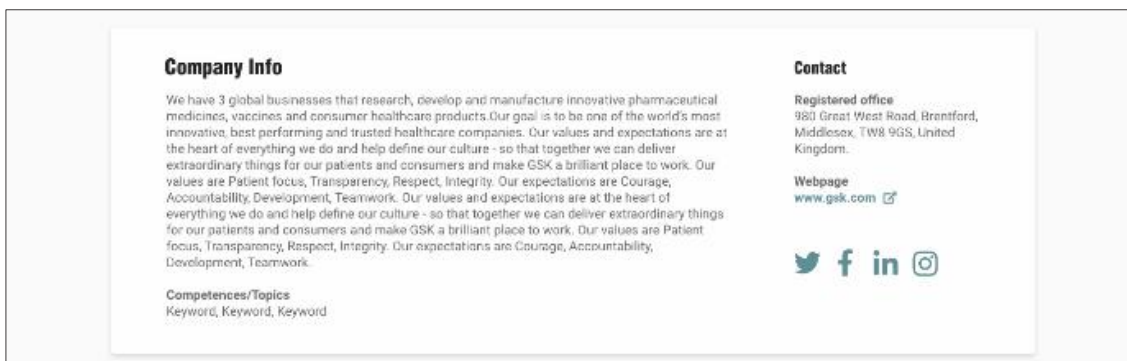 Company Info
We have 3 global businesses that research, develop and manufacture innovative pharmaceutical
medicines, vaccines and consumer healthcare products.Our goal is to be one of the world's most
innovative, best performing and trusted healthcare companies. Our values and expectations are at
the heart of everything we do and help define our culture - so that together we can deliver
extraordinary things for our patients and consumers and make GSK a brilliant place to work. Our
values are Patient focus, Transparency, Respect, Integrity. Our expectations are Courage,
Accountability, Development, Teamwork. Our values and expectations are at the heart of
everything we do and help define our culture - so that together we can deliver extraordinary things
for our patients and consumers and make GSK a brilliant place to work. Our values are Patient
focus, Transparency, Respect, Integrity. Our expectations are Courage, Accountability,
Development, Teamwork.
Competences/Topics
Keyword, Keyword, Keyword
Contact
Registered office
980 Great West Road, Brentford,
Middlesex, TW8 9GS, United
Kingdom.
Webpage
www.gsk.com